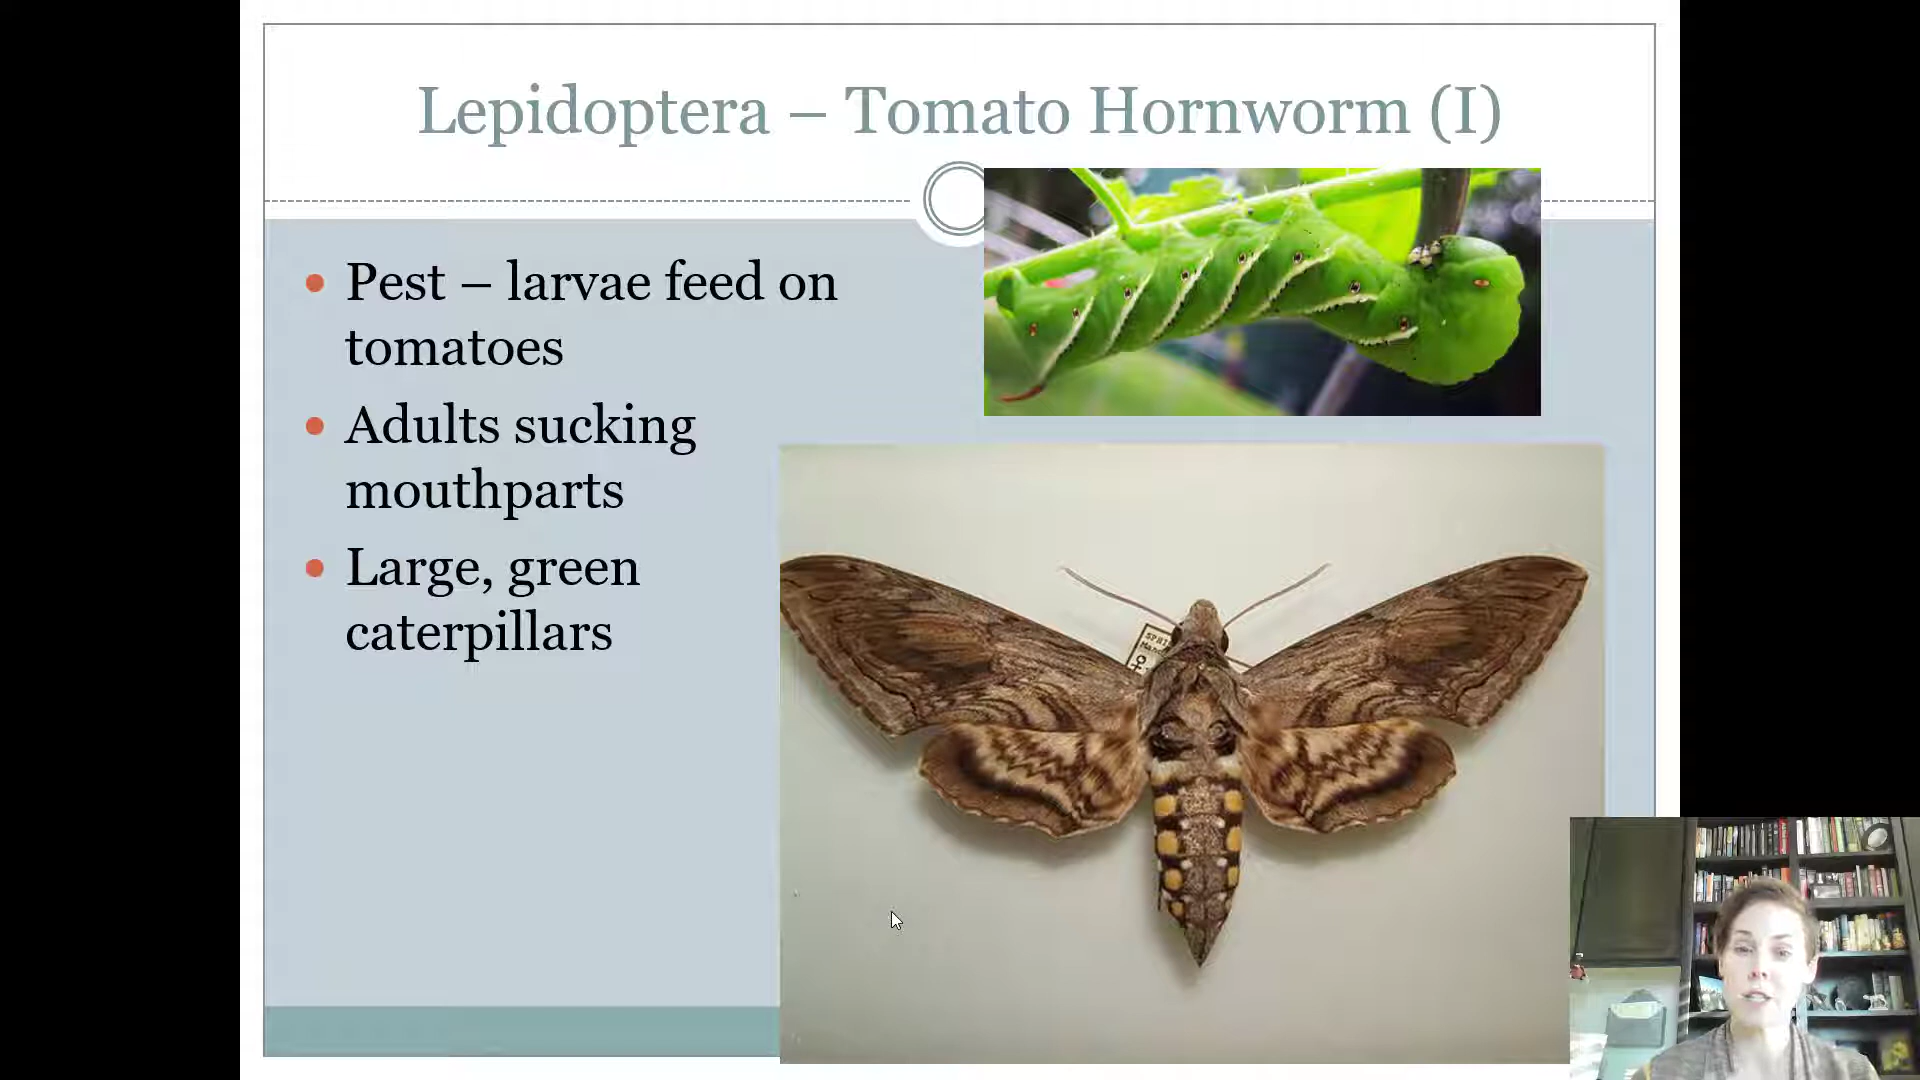 Lepidoptera – Tomato Hornworm (I)
• Pest – larvae feed on
tomatoes
• Adults sucking
mouthparts
• Large, green
caterpillars